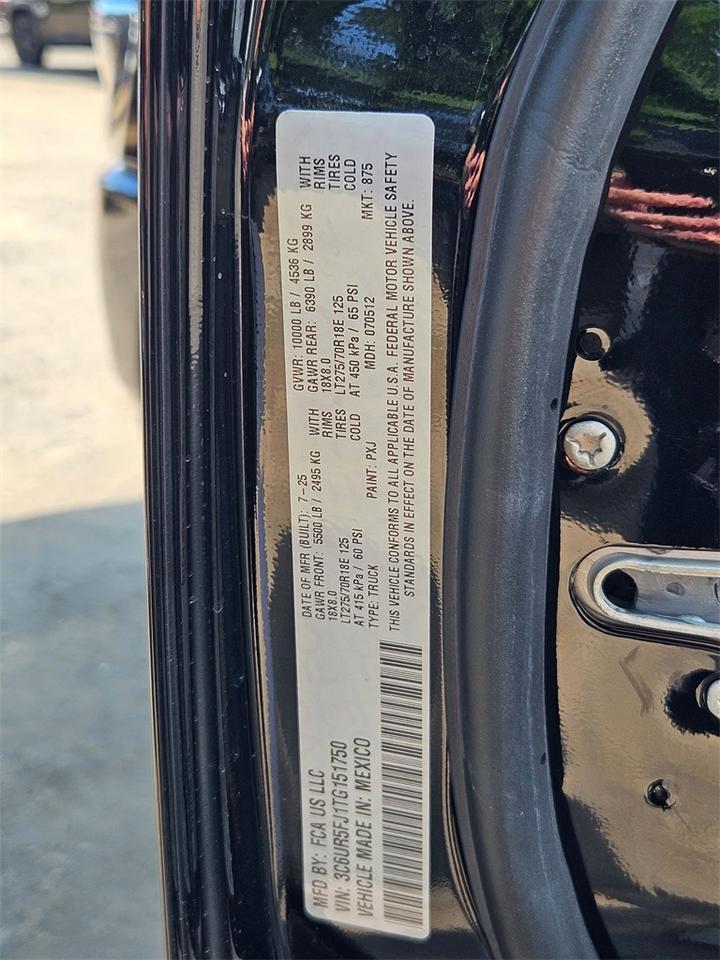 MFD BY: FCA US LLC
VIN: 3C6UR5FJ1TG151750
VEHICLE MADE IN: MEXICO
DATE OF MFR (BUILT): 7-25 GVWR: 10000 LB / 4536 KG
GAWR FRONT: 5500 LB / 2495 KG WITH GAWR REAR: 6390 LB / 2899 KG WITH
18X8.0 RIMS 18X8.0 RIMS
LT275/70R18E 125 TIRES LT275/70R18E 125 TIRES
AT 415 kPa / 60 PSI COLD AT 450 kPa / 65 PSI COLD
TYPE: TRUCK PAINT: PXJ MDH: 070512 MKT: 875
THIS VEHICLE CONFORMS TO ALL APPLICABLE U.S.A. FEDERAL MOTOR VEHICLE SAFETY
STANDARDS IN EFFECT ON THE DATE OF MANUFACTURE SHOWN ABOVE.